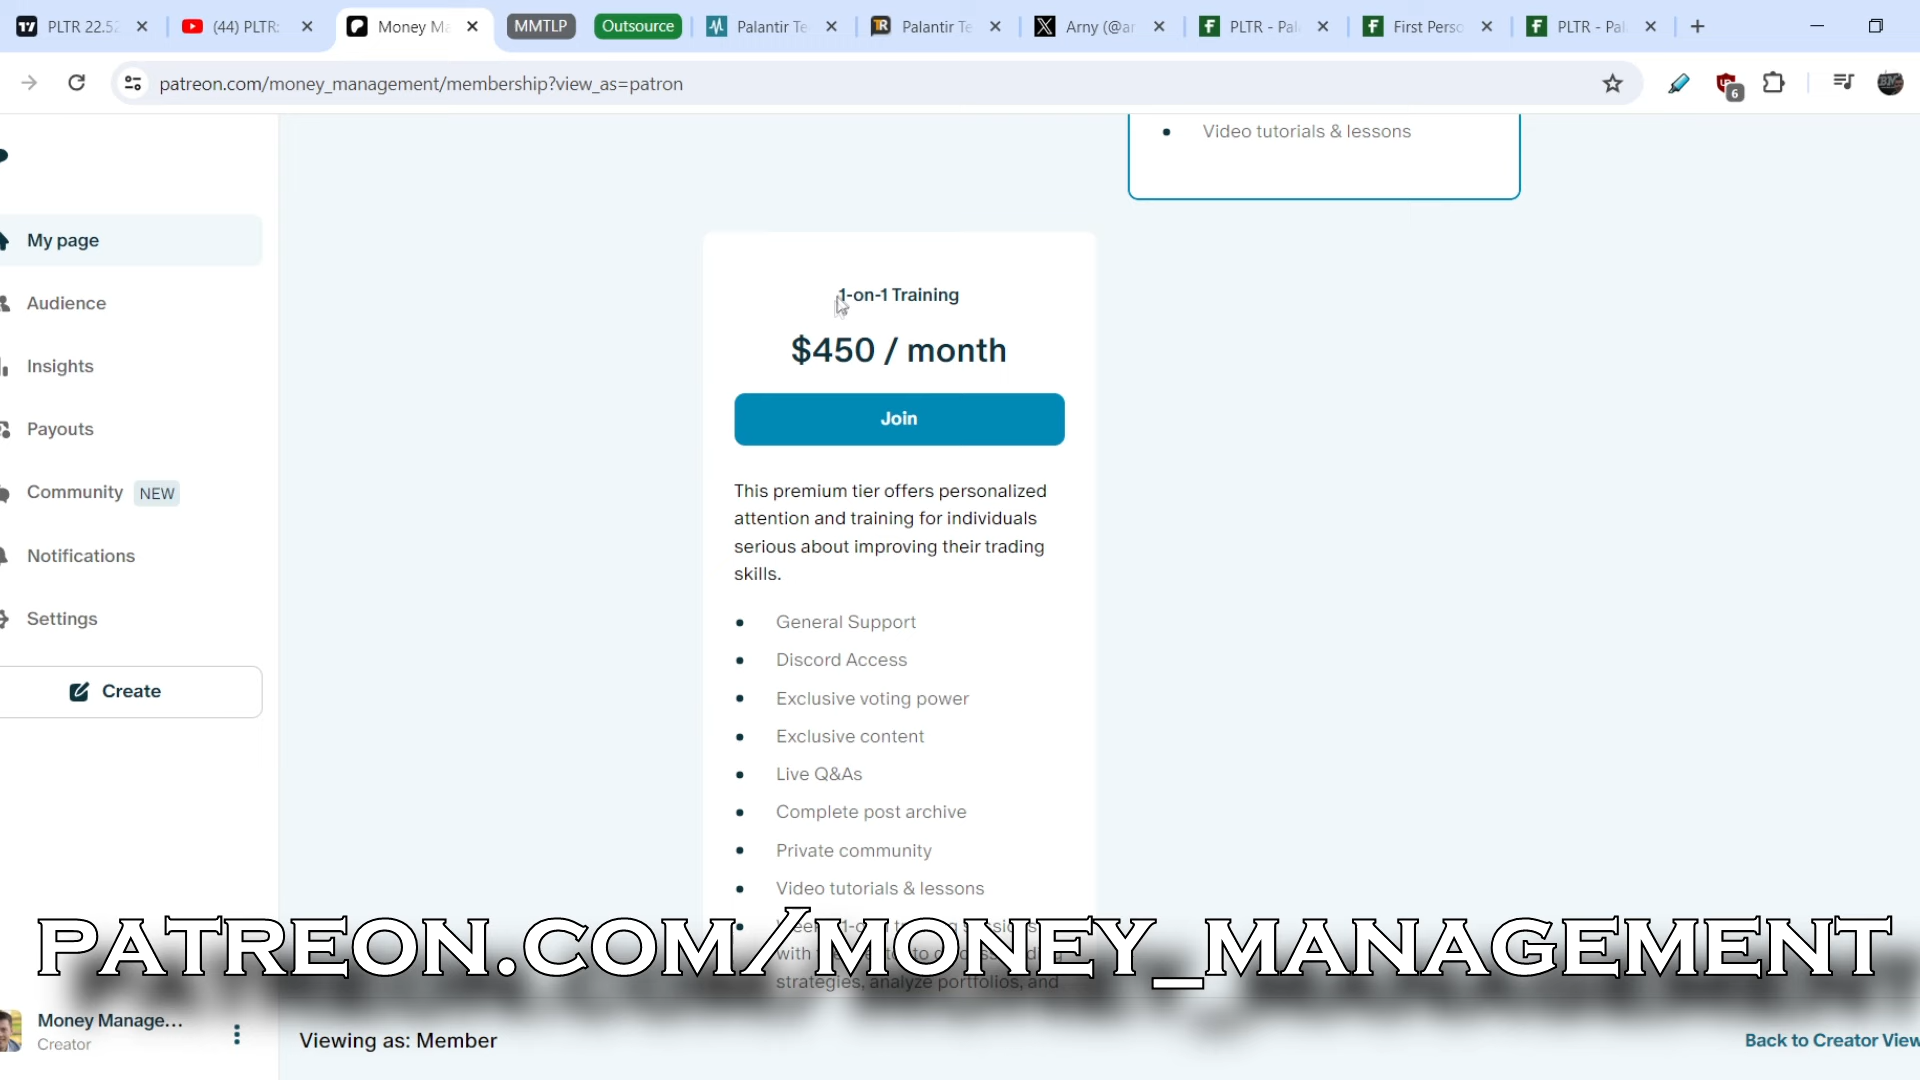 PLTR 22.52
(44) PLTR:
Money Ma
MMTLP
Outsource
Palantir Te
Palantir Te
Arny (@ar
PLTR - Pal
First Perso
PLTR - Pal
patreon.com/money_management/membership?view_as=patron
6
Video tutorials & lessons
My page
Audience
Insights
Payouts
Community NEW
Notifications
Settings
Create
1-on-1 Training
$450 / month
Join
This premium tier offers personalized
attention and training for individuals
serious about improving their trading
skills.
General Support
Discord Access
Exclusive voting power
Exclusive content
Live Q&As
Complete post archive
Private community
Video tutorials & lessons
with
strategies, analyze portfolios, and
PATREON.COM/MONEY_MANAGEMENT
Money Manage...
Creator
Viewing as: Member
Back to Creator View